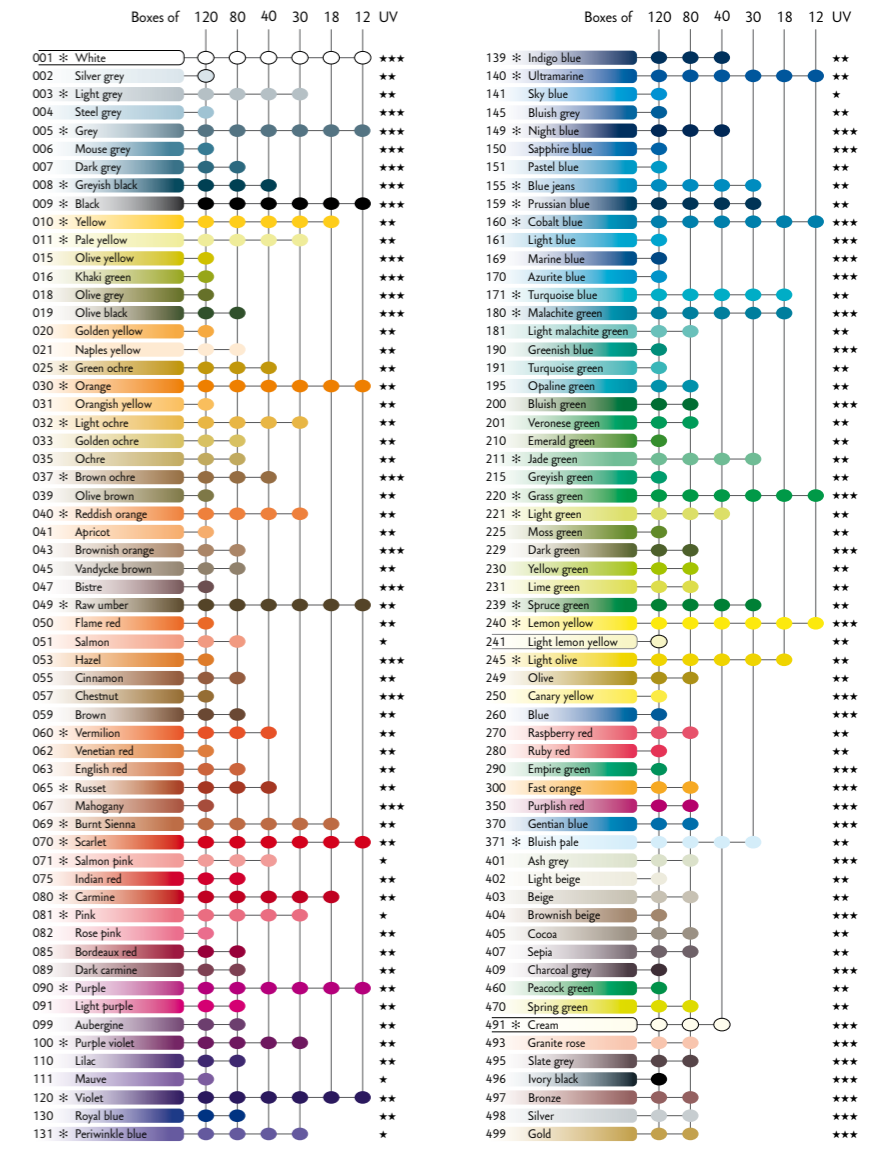 Boxes of 120 80 40 30 18 12 UV
001 * White ★★★
002 Silver grey ★★
003 * Light grey ★★
004 Steel grey ★★★
005 * Grey ★★★
006 Mouse grey ★★★
007 Dark grey ★★★
008 * Greyish black ★★★
009 * Black ★★★
010 * Yellow ★★
011 * Pale yellow ★★
015 Olive yellow ★★★
016 Khaki green ★★★
018 Olive grey ★★★
019 Olive black ★★★
020 Golden yellow ★★
021 Naples yellow ★★
025 * Green ochre ★★
030 * Orange ★★
031 Orangish yellow ★★
032 * Light ochre ★★
033 Golden ochre ★★
035 Ochre ★★
037 * Brown ochre ★★★
039 Olive brown ★★
040 * Reddish orange ★★
041 Apricot ★★
043 Brownish orange ★★★
045 Vandycke brown ★★
047 Bistre ★★★
049 * Raw umber ★★
050 Flame red ★★
051 Salmon ★
053 Hazel ★★★
055 Cinnamon ★★
057 Chestnut ★★★
059 Brown ★★
060 * Vermilion ★★
062 Venetian red ★★
063 English red ★★
065 * Russet ★★
067 Mahogany ★★★
069 * Burnt Sienna ★★
070 * Scarlet ★★
071 * Salmon pink ★
075 Indian red ★★
080 * Carmine ★★
081 * Pink ★
082 Rose pink ★★
085 Bordeaux red ★★
089 Dark carmine ★★
090 * Purple ★★
091 Light purple ★★
099 Aubergine ★★
100 * Purple violet ★★
110 Lilac ★★
111 Mauve ★
120 * Violet ★★
130 Royal blue ★★
131 * Periwinkle blue ★
Boxes of 120 80 40 30 18 12 UV
139 * Indigo blue ★★
140 * Ultramarine ★★
141 Sky blue ★
145 Bluish grey ★★
149 * Night blue ★★★
150 Sapphire blue ★★★
151 Pastel blue ★★
155 * Blue jeans ★★
159 * Prussian blue ★★
160 * Cobalt blue ★★★
161 Light blue ★★★
169 Marine blue ★★★
170 Azurite blue ★★★
171 * Turquoise blue ★★
180 * Malachite green ★★★
181 Light malachite green ★★
190 Greenish blue ★★★
191 Turquoise green ★★
195 Opaline green ★★
200 Bluish green ★★★
201 Veronese green ★★
210 Emerald green ★★
211 * Jade green ★★
215 Greyish green ★★
220 * Grass green ★★★
221 * Light green ★★
225 Moss green ★★
229 Dark green ★★★
230 Yellow green ★★
231 Lime green ★★
239 * Spruce green ★★
240 * Lemon yellow ★★★
241 Light lemon yellow ★★
245 * Light olive ★★
249 Olive ★★
250 Canary yellow ★★★
260 Blue ★★★
270 Raspberry red ★★
280 Ruby red ★★
290 Empire green ★★★
300 Fast orange ★★★
350 Purplish red ★★★
370 Gentian blue ★★★
371 * Bluish pale ★★
401 Ash grey ★★★
402 Light beige ★★
403 Beige ★★
404 Brownish beige ★★★
405 Cocoa ★★
407 Sepia ★★
409 Charcoal grey ★★★
460 Peacock green ★★
470 Spring green ★★
491 * Cream ★★★
493 Granite rose ★★★
495 Slate grey ★★★
496 Ivory black ★★★
497 Bronze ★★★
498 Silver ★★★
499 Gold ★★★